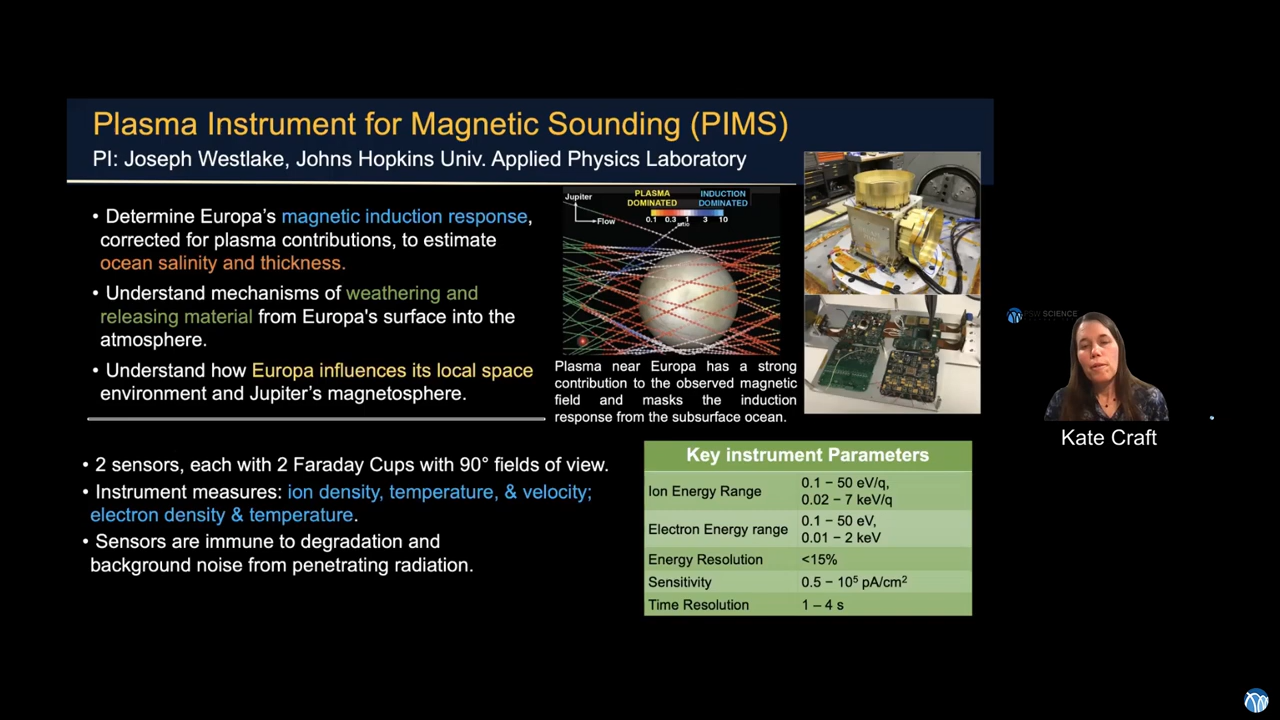 Plasma Instrument for Magnetic Sounding (PIMS)
PI: Joseph Westlake, Johns Hopkins Univ. Applied Physics Laboratory
• Determine Europa's magnetic induction response,
corrected for plasma contributions, to estimate
ocean salinity and thickness.
• Understand mechanisms of weathering and
releasing material from Europa's surface into the
atmosphere.
• Understand how Europa influences its local space
environment and Jupiter's magnetosphere.
PLASMA INDUCTION
DOMINATED DOMINATED
0.1 0.3 1 3 10
ratio
Jupiter
Flow
Plasma near Europa has a strong
contribution to the observed magnetic
field and masks the induction
response from the subsurface ocean.
• 2 sensors, each with 2 Faraday Cups with 90° fields of view.
• Instrument measures: ion density, temperature, & velocity;
electron density & temperature.
• Sensors are immune to degradation and
background noise from penetrating radiation.
Key instrument Parameters
Ion Energy Range 0.1 – 50 eV/q,
0.02 – 7 keV/q
Electron Energy range 0.1 – 50 eV,
0.01 – 2 keV
Energy Resolution <15%
Sensitivity 0.5 – 10⁵ pA/cm²
Time Resolution 1 – 4 s
PSW SCIENCE
Kate Craft